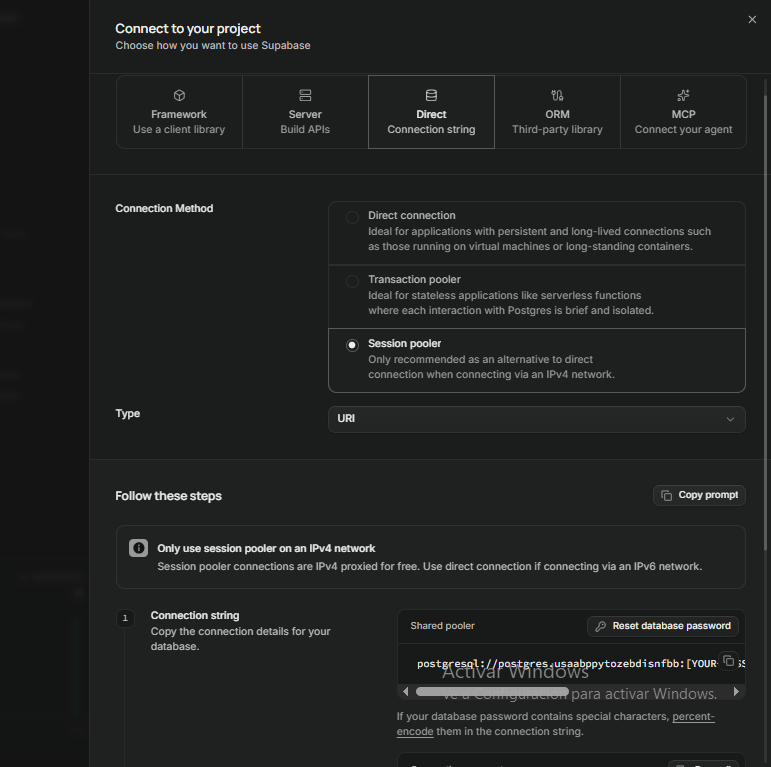 Connect to your project
Choose how you want to use Supabase
Framework
Use a client library
Server
Build APIs
Direct
Connection string
ORM
Third-party library
MCP
Connect your agent
Connection Method
Direct connection
Ideal for applications with persistent and long-lived connections such
as those running on virtual machines or long-standing containers.
Transaction pooler
Ideal for stateless applications like serverless functions
where each interaction with Postgres is brief and isolated.
Session pooler
Only recommended as an alternative to direct
connection when connecting via an IPv4 network.
Type
URI
Follow these steps
Copy prompt
Only use session pooler on an IPv4 network
Session pooler connections are IPv4 proxied for free. Use direct connection if connecting via an IPv6 network.
1
Connection string
Copy the connection details for your
database.
Shared pooler
Reset database password
postgresql://postgres.usaabppytozebdisnfbb:[YOUR-
Activar Windows
Ve a Configuración para activar Windows.
If your database password contains special characters, percent-
encode them in the connection string.